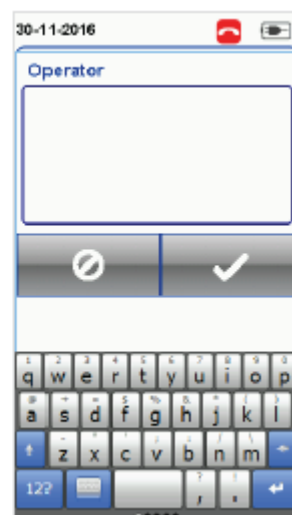 30-11-2016
Operator
q w e r t y u i o p
a s d f g h j k l
z x c v b n m
12? , .